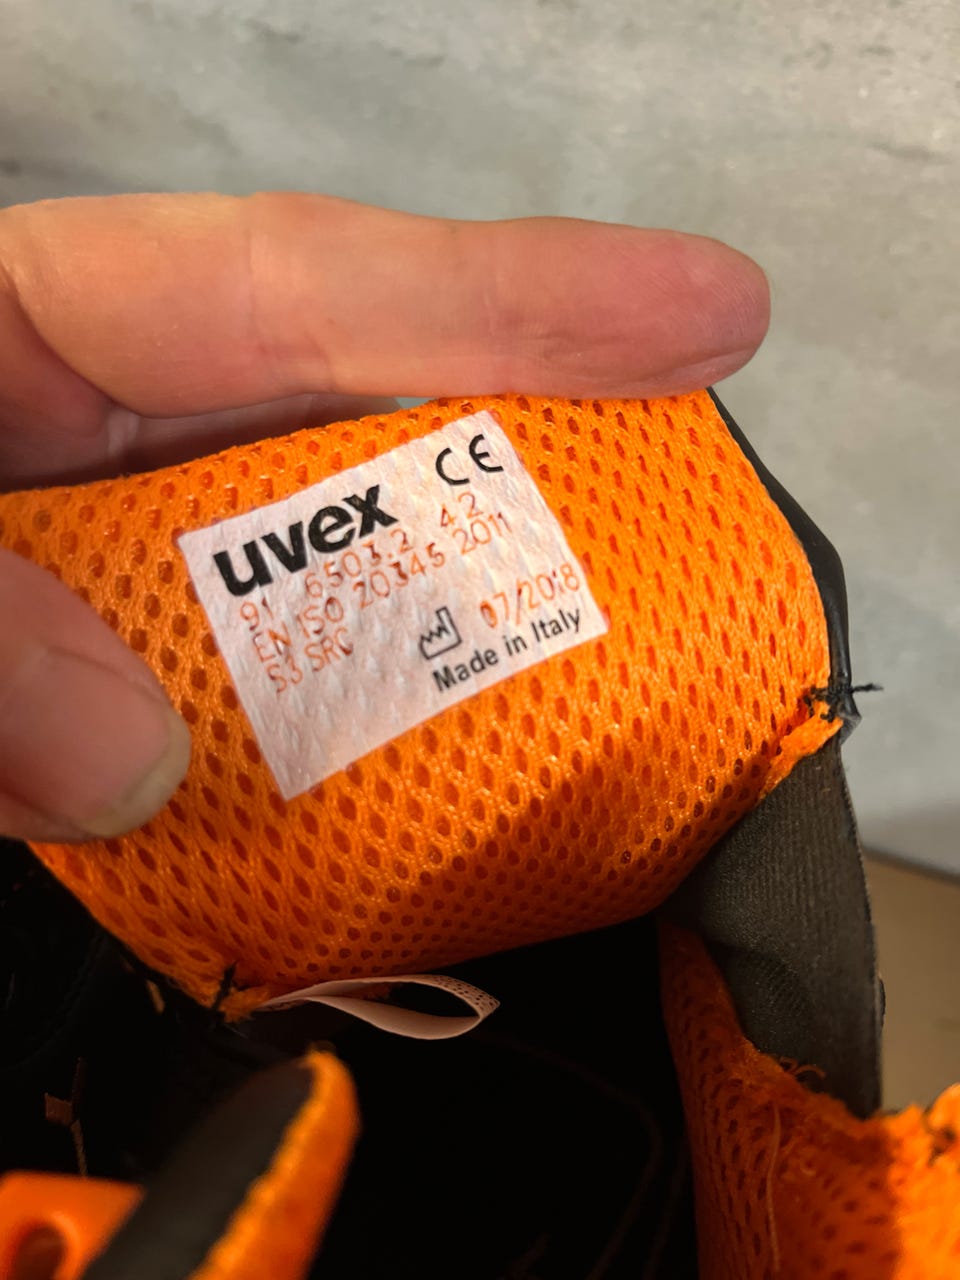 uvex CE
91 6503.2 42
EN ISO 20345 2011
S3 SRC
07/2018
Made in Italy